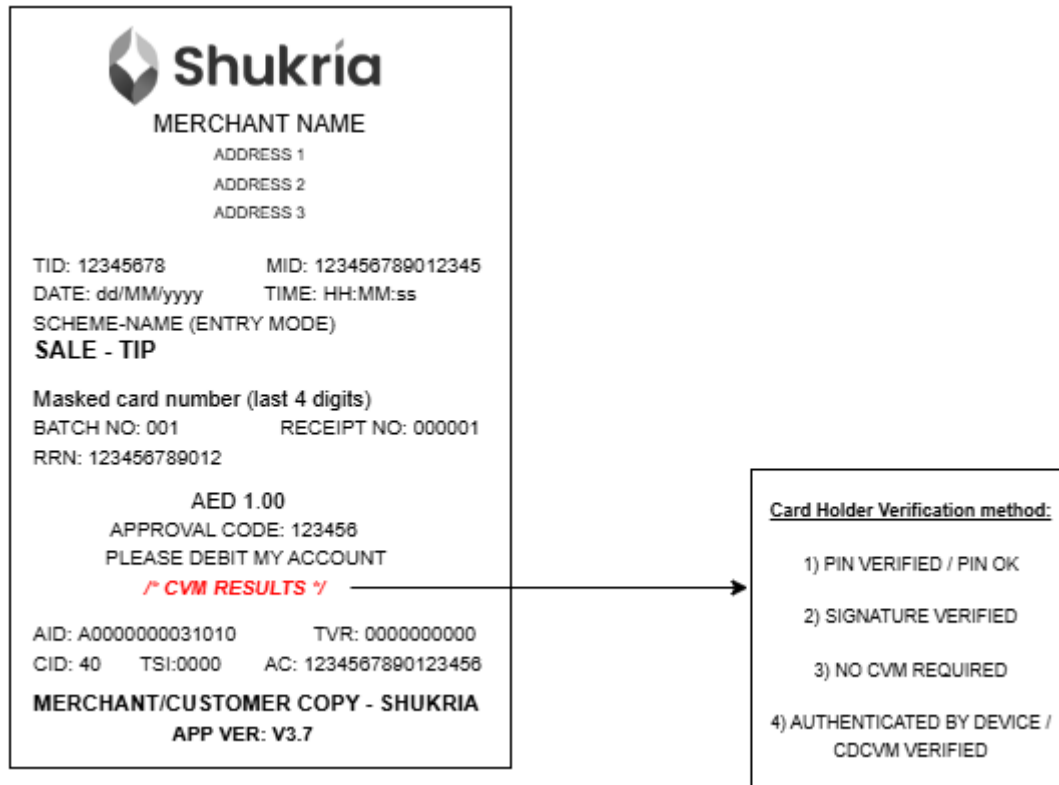 Shukría
MERCHANT NAME
ADDRESS 1
ADDRESS 2
ADDRESS 3
TID: 12345678 MID: 123456789012345
DATE: dd/MM/yyyy TIME: HH:MM:ss
SCHEME-NAME (ENTRY MODE)
SALE - TIP
Masked card number (last 4 digits)
BATCH NO: 001 RECEIPT NO: 000001
RRN: 123456789012
AED 1.00
APPROVAL CODE: 123456
PLEASE DEBIT MY ACCOUNT
/* CVM RESULTS */
AID: A0000000031010 TVR: 0000000000
CID: 40 TSI:0000 AC: 1234567890123456
MERCHANT/CUSTOMER COPY - SHUKRIA
APP VER: V3.7
Card Holder Verification method:
1) PIN VERIFIED / PIN OK
2) SIGNATURE VERIFIED
3) NO CVM REQUIRED
4) AUTHENTICATED BY DEVICE /
CDCVM VERIFIED